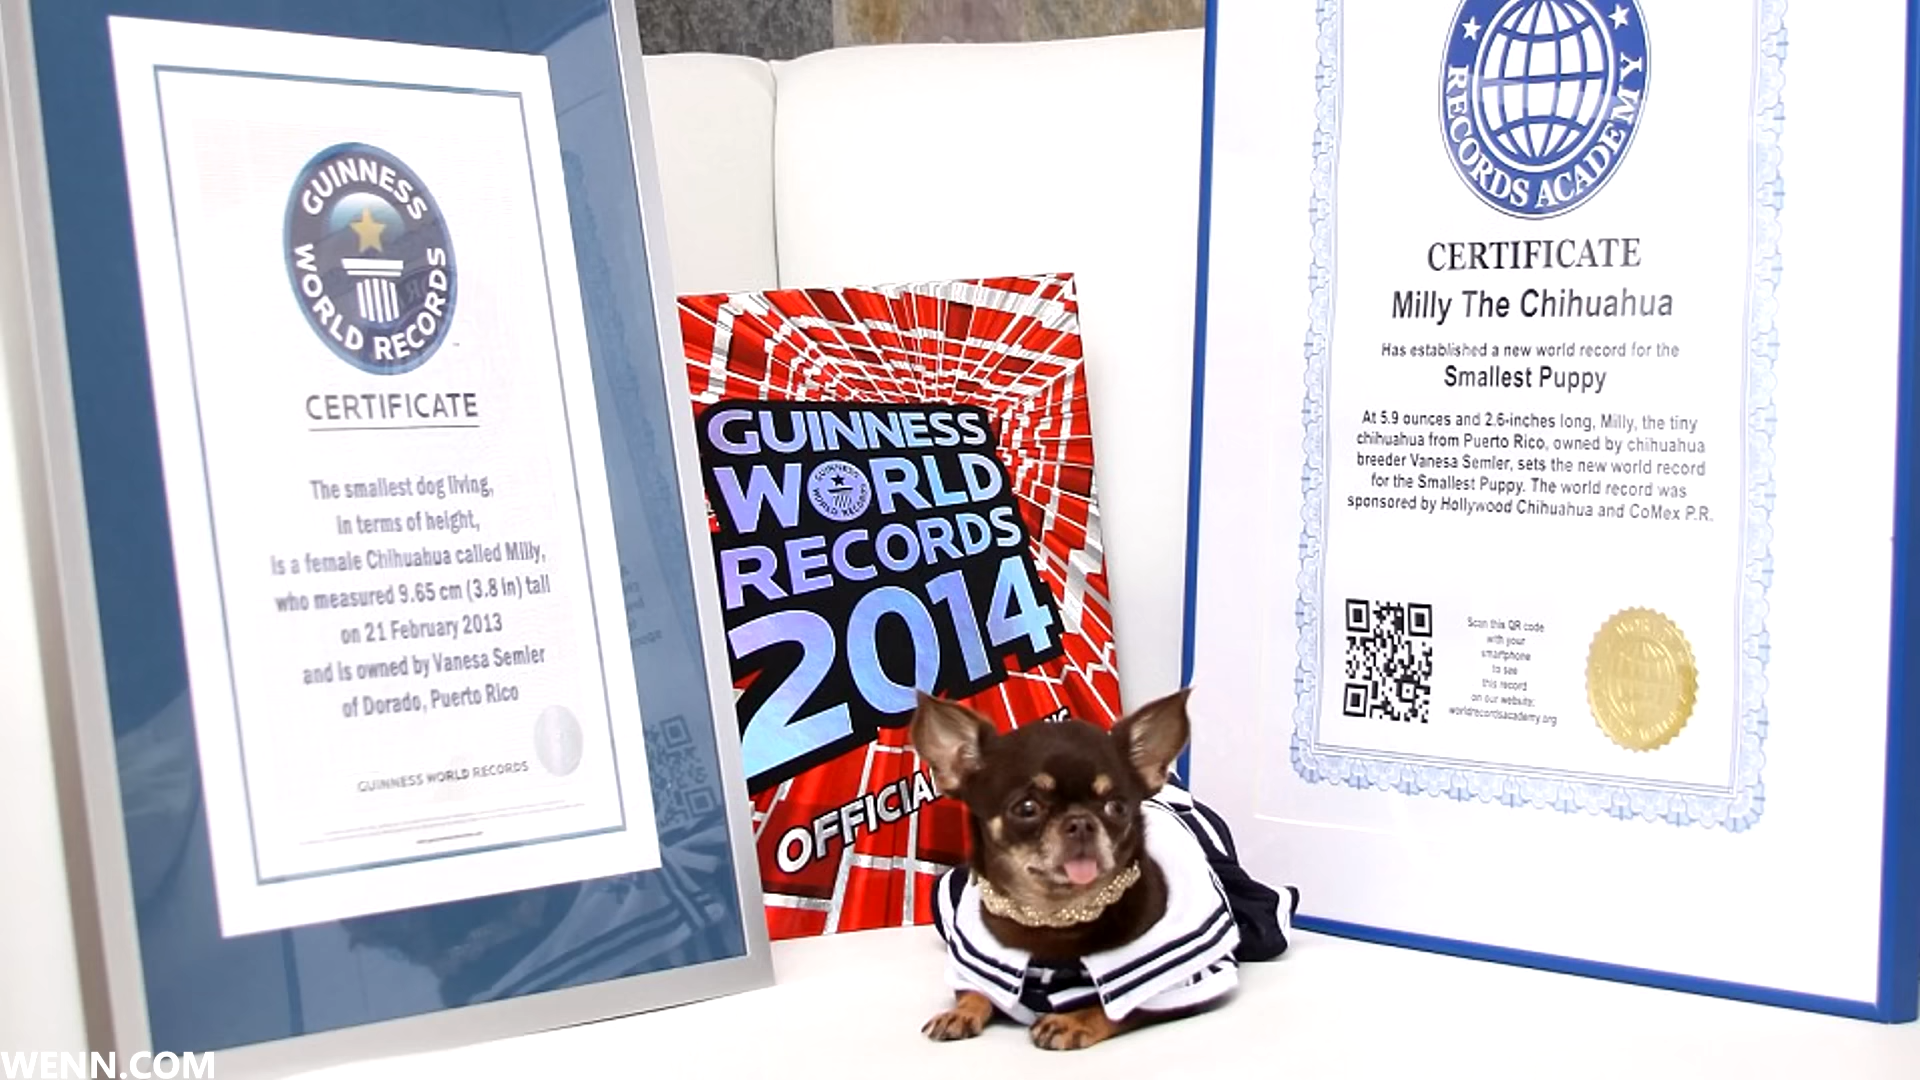 GUINNESS
WORLD RECORDS
CERTIFICATE
The smallest dog living,
in terms of height,
is a female Chihuahua called Milly,
who measured 9.65 cm (3.8 in) tall
on 21 February 2013
and is owned by Vanesa Semler
of Dorado, Puerto Rico
GUINNESS WORLD RECORDS
GUINNESS
WORLD
RECORDS
2014
OFFICIA
RECORDS ACADEMY
CERTIFICATE
Milly The Chihuahua
Has established a new world record for the
Smallest Puppy
At 5.9 ounces and 2.6-inches long, Milly, the tiny
chihuahua from Puerto Rico, owned by chihuahua
breeder Vanesa Semler, sets the new world record
for the Smallest Puppy. The world record was
sponsored by Hollywood Chihuahua and CoMex P.R.
Scan this QR code
with your
smartphone
to see
this record
on our website:
worldrecordsacademy.org
WENN.COM